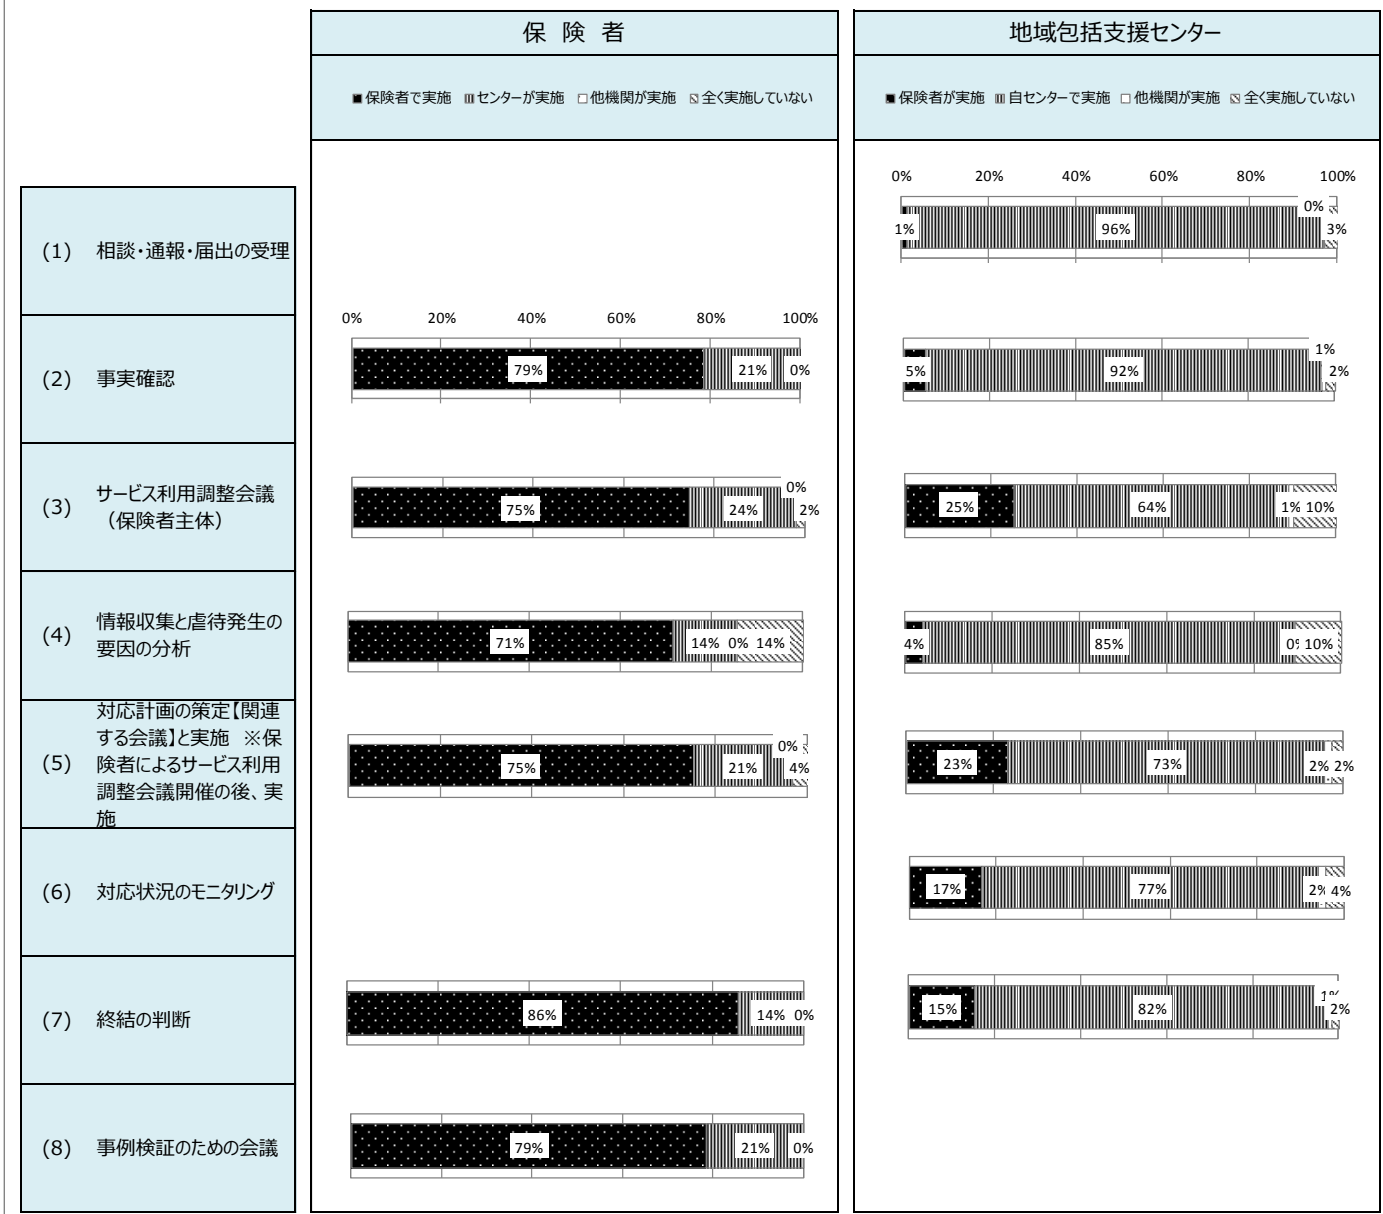 保 険 者
地域包括支援センター
保険者で実施 センターが実施 他機関が実施 全く実施していない
保険者が実施 自センターで実施 他機関が実施 全く実施していない
(1) 相談・通報・届出の受理
0% 20% 40% 60% 80% 100%
1% 96% 0% 3%
(2) 事実確認
0% 20% 40% 60% 80% 100%
79% 21% 0%
5% 92% 1% 2%
(3) サービス利用調整会議
（保険者主体）
75% 24% 0% 2%
25% 64% 1% 10%
(4) 情報収集と虐待発生の
要因の分析
71% 14% 0% 14%
4% 85% 0% 10%
(5) 対応計画の策定【関連
する会議】と実施 ※保
険者によるサービス利用
調整会議開催の後、実
施
75% 21% 0% 4%
23% 73% 2% 2%
(6) 対応状況のモニタリング
17% 77% 2% 4%
(7) 終結の判断
86% 14% 0%
15% 82% 1% 2%
(8) 事例検証のための会議
79% 21% 0%